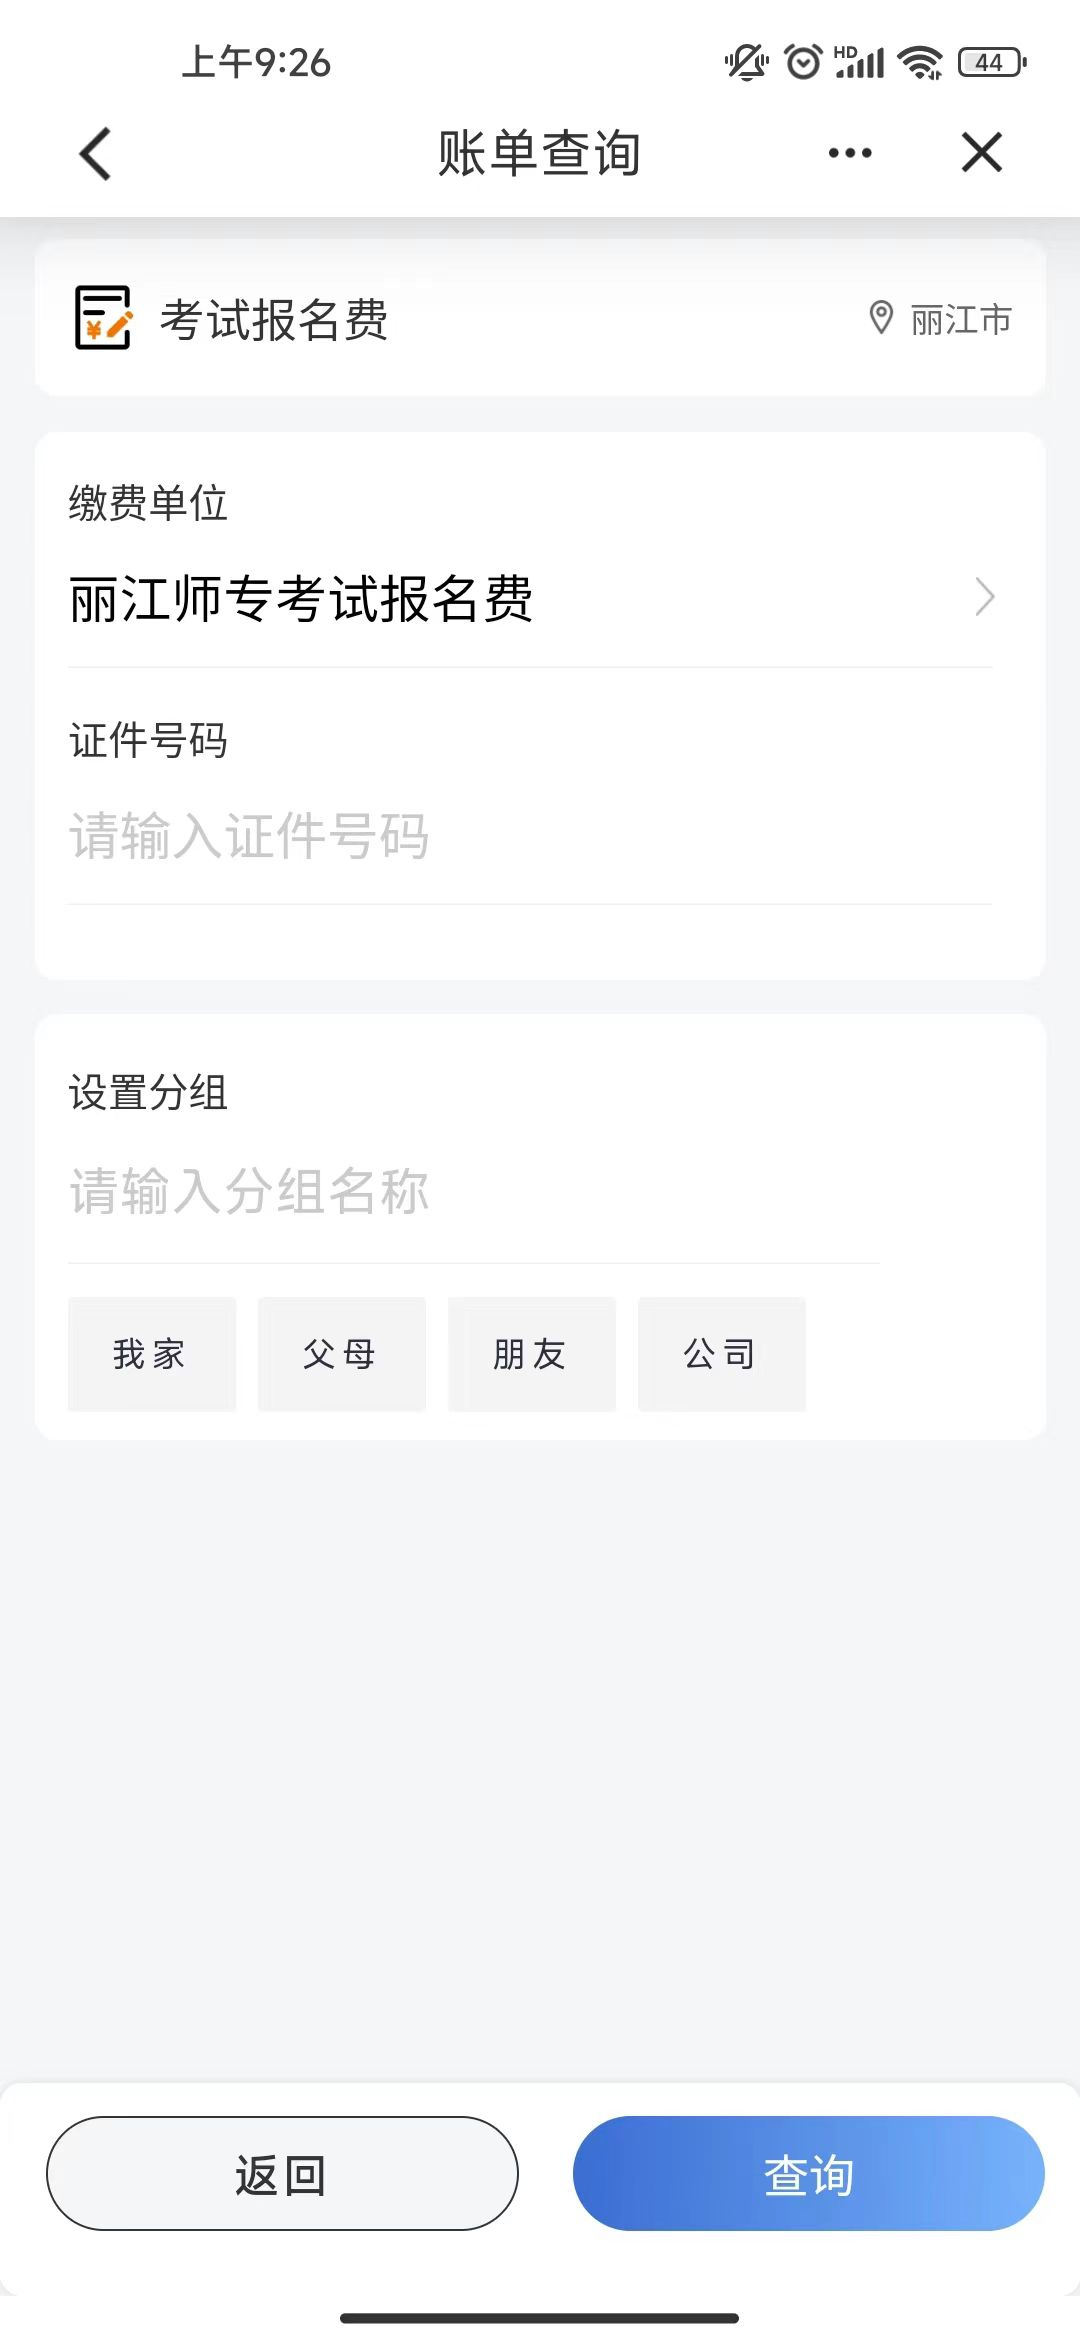 上午9:26
HD
44
账单查询
考试报名费
丽江市
缴费单位
丽江师专考试报名费
证件号码
请输入证件号码
设置分组
请输入分组名称
我家 父母 朋友 公司
返回 查询